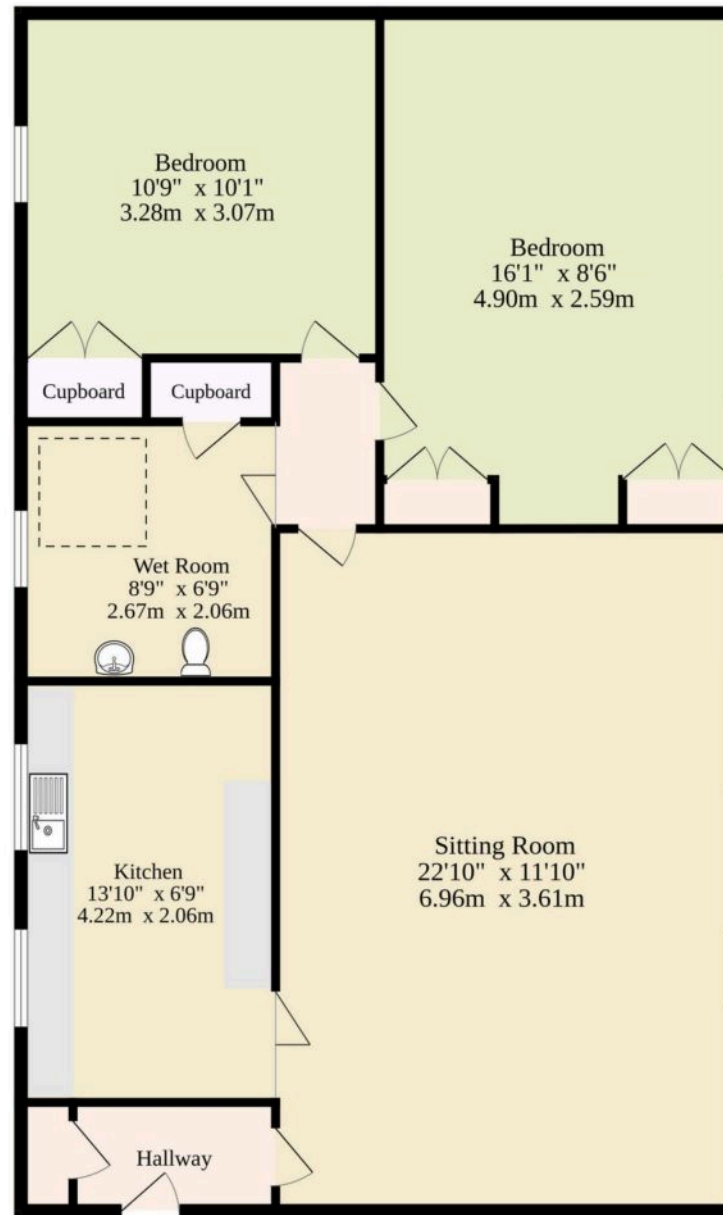 Bedroom
10'9" x 10'1"
3.28m x 3.07m
Bedroom
16'1" x 8'6"
4.90m x 2.59m
Cupboard
Cupboard
Wet Room
8'9" x 6'9"
2.67m x 2.06m
Kitchen
13'10" x 6'9"
4.22m x 2.06m
Sitting Room
22'10" x 11'10"
6.96m x 3.61m
Hallway